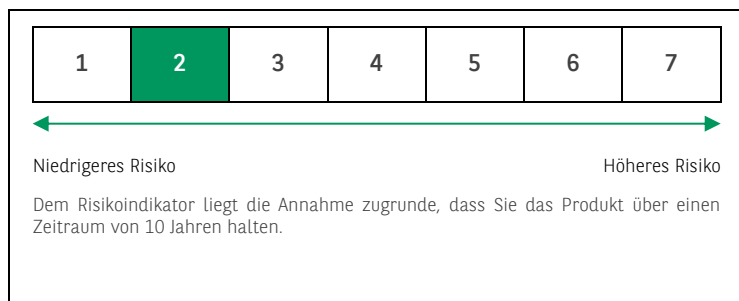 1 2 3 4 5 6 7
Niedrigeres Risiko Höheres Risiko
Dem Risikoindikator liegt die Annahme zugrunde, dass Sie das Produkt über einen
Zeitraum von 10 Jahren halten.